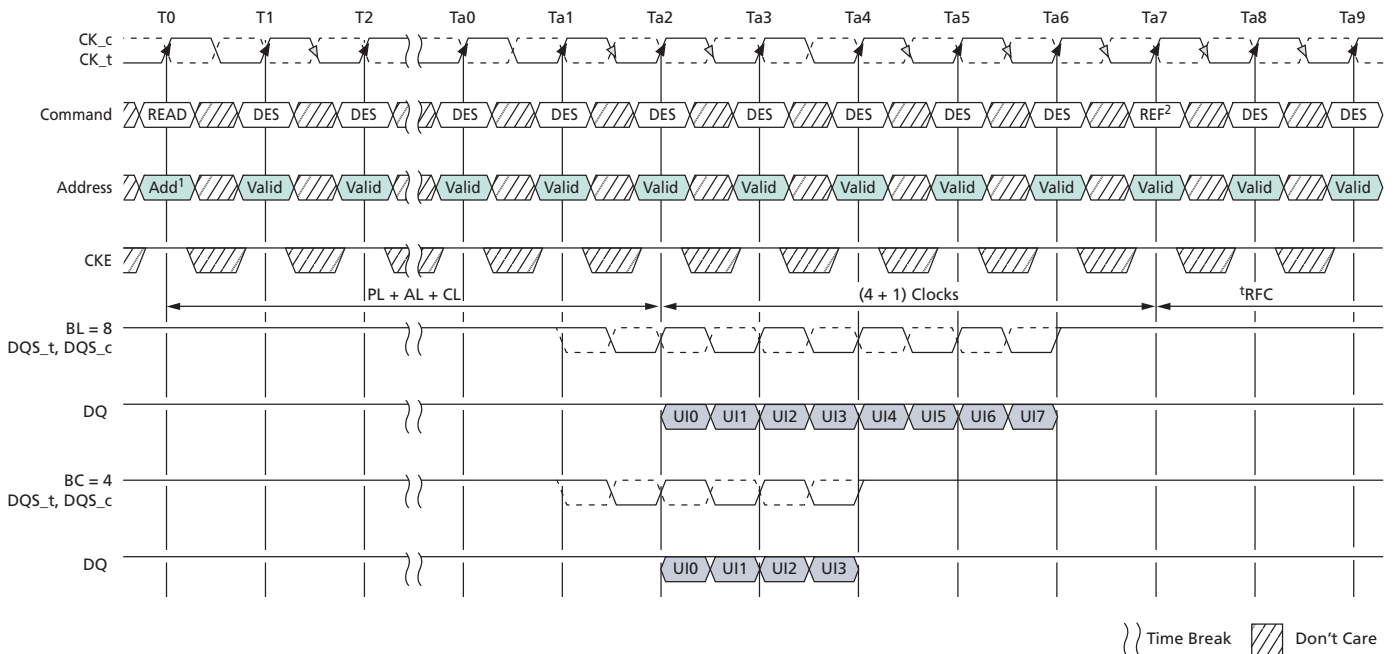 T0 T1 T2 Ta0 Ta1 Ta2 Ta3 Ta4 Ta5 Ta6 Ta7 Ta8 Ta9
CK_c
CK_t
Command READ DES DES DES DES DES DES DES DES DES REF² DES DES
Address Add¹ Valid Valid Valid Valid Valid Valid Valid Valid Valid Valid Valid Valid
CKE
PL + AL + CL (4 + 1) Clocks ᵗRFC
BL = 8
DQS_t, DQS_c
DQ UI0 UI1 UI2 UI3 UI4 UI5 UI6 UI7
BC = 4
DQS_t, DQS_c
DQ UI0 UI1 UI2 UI3
Time Break Don't Care